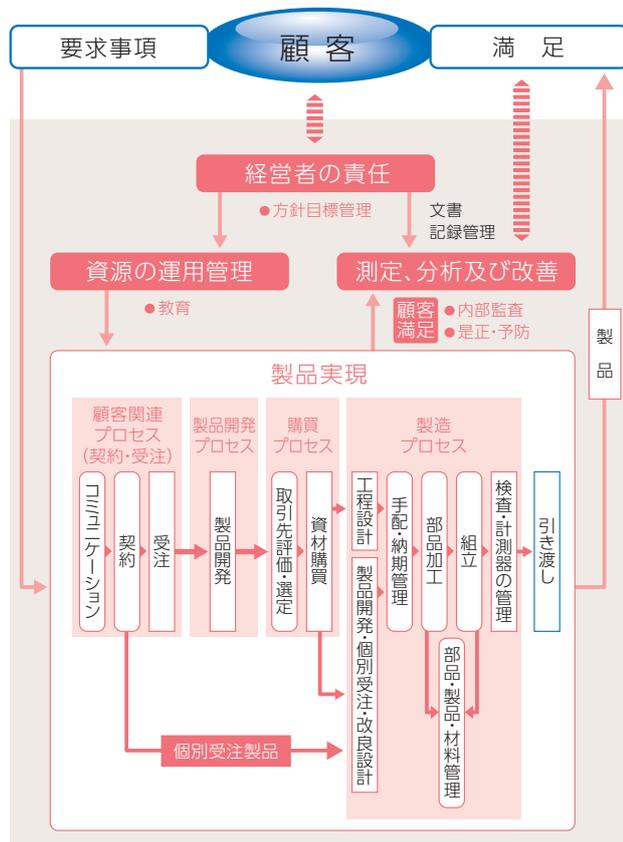 要求事項
顧客
満 足
経営者の責任
●方針目標管理
文書
記録管理
資源の運用管理
測定、分析及び改善
●教育
顧客
満足
●内部監査
●是正・予防
製品
製品実現
顧客関連
プロセス
(契約・受注)
製品開発
プロセス
購買
プロセス
製造
プロセス
コミュニケーション
契約
受注
製品開発
取引先評価・選定
資材購買
工程設計
製品開発・個別受注・改良設計
手配・納期管理
部品加工
組立
検査・計測器の管理
引き渡し
部品・製品・材料管理
個別受注製品